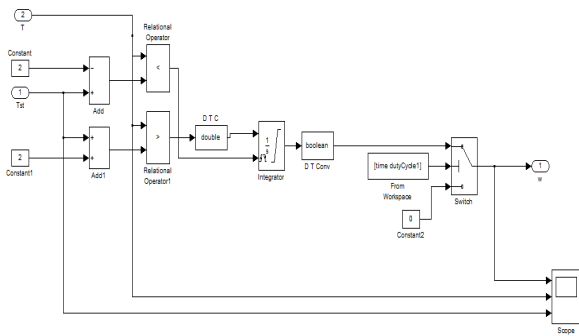 2
T
Relational
Operator
Constant
2
−
+
Add
<
1
Tst
2
Constant1
+
+
Add1
>
Relational
Operator1
D T C
double
1
s
Integrator
boolean
D T Conv
[time dutyCycle1]
From
Workspace
0
Constant2
Switch
1
w
Scope